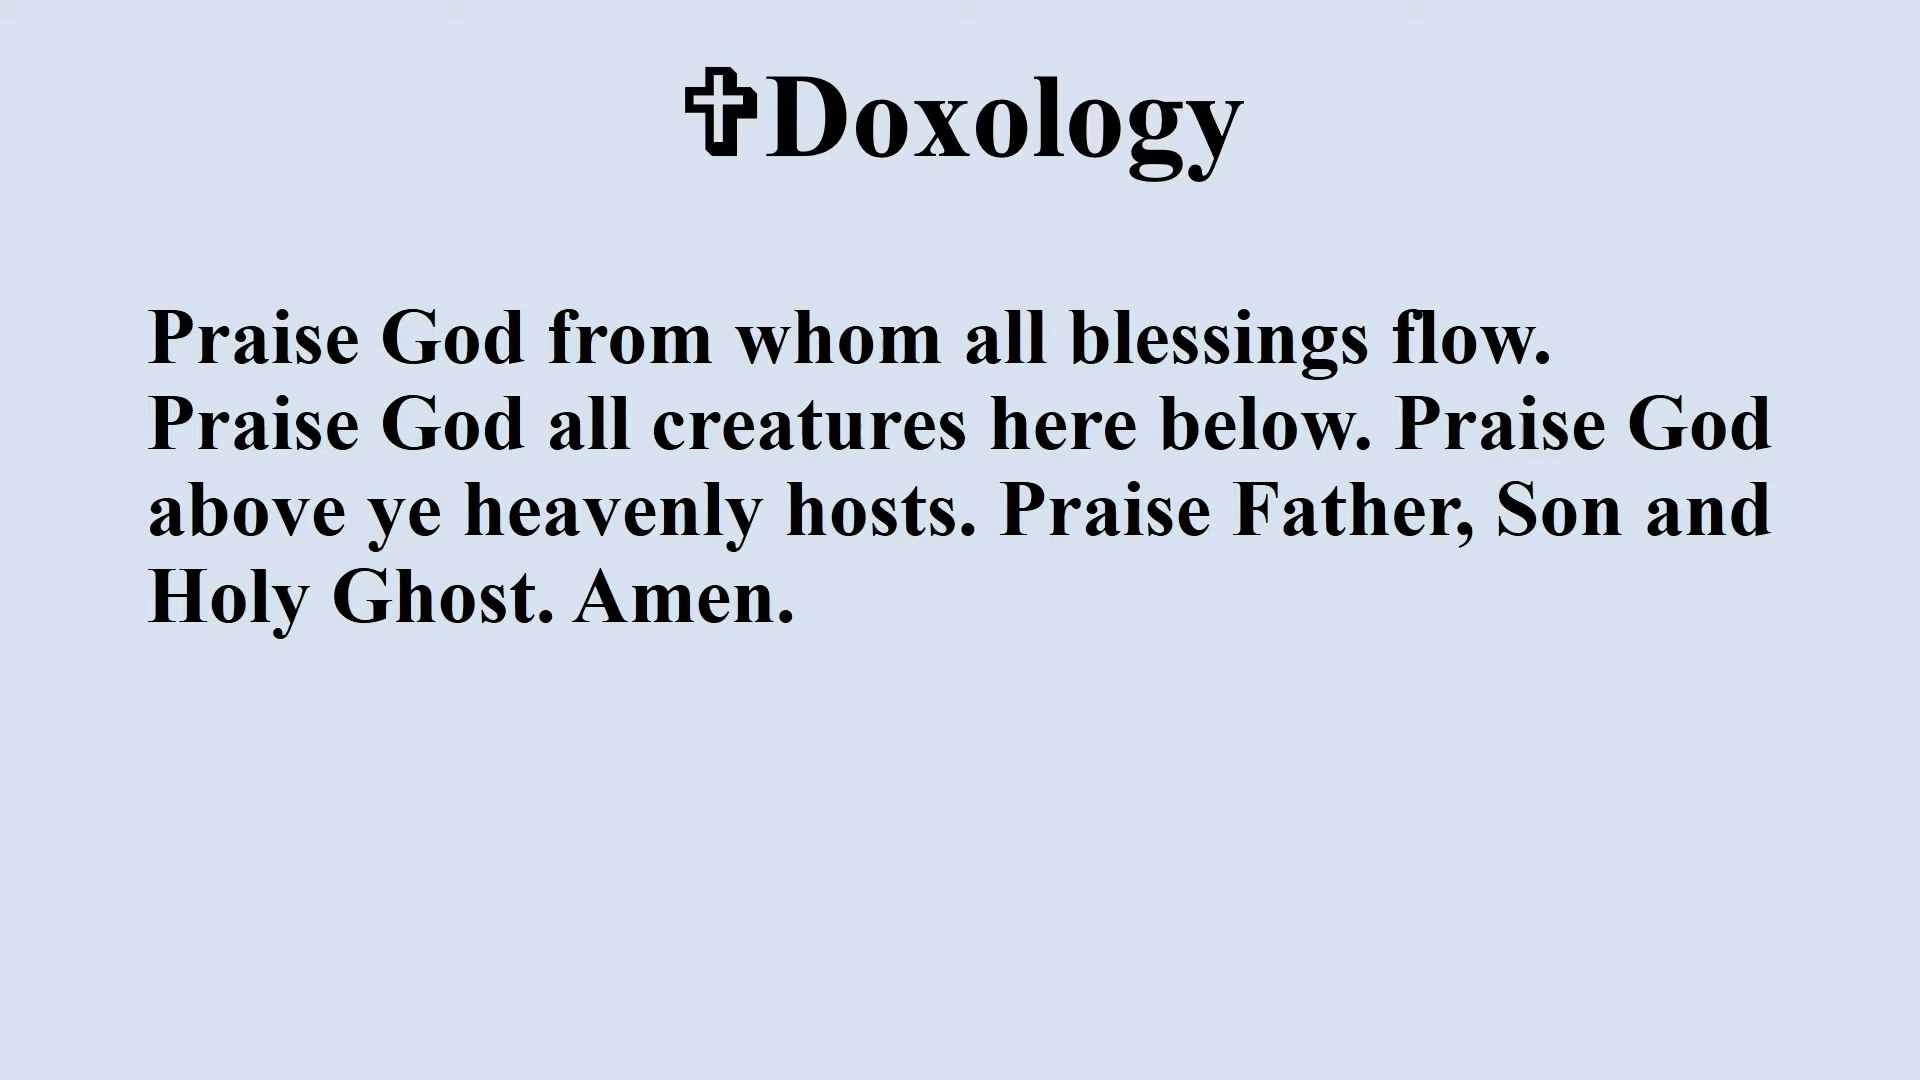 ✞Doxology
Praise God from whom all blessings flow.
Praise God all creatures here below. Praise God
above ye heavenly hosts. Praise Father, Son and
Holy Ghost. Amen.